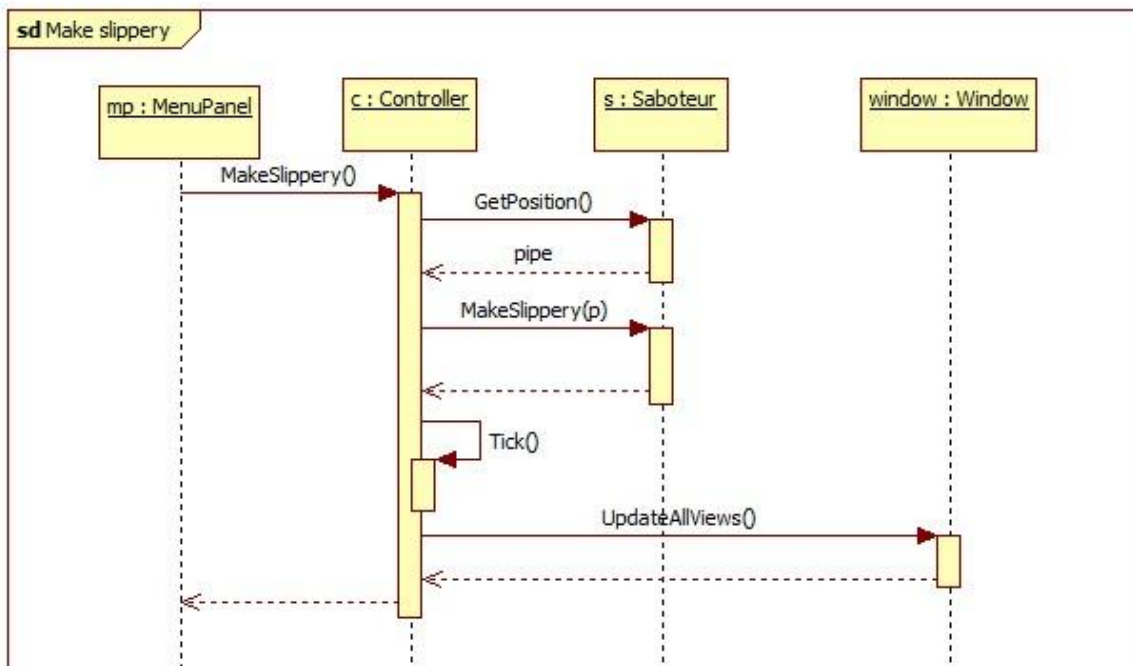 sd Make slippery
mp : MenuPanel
c : Controller
s : Saboteur
window : Window
MakeSlippery()
GetPosition()
pipe
MakeSlippery(p)
Tick()
UpdateAllViews()